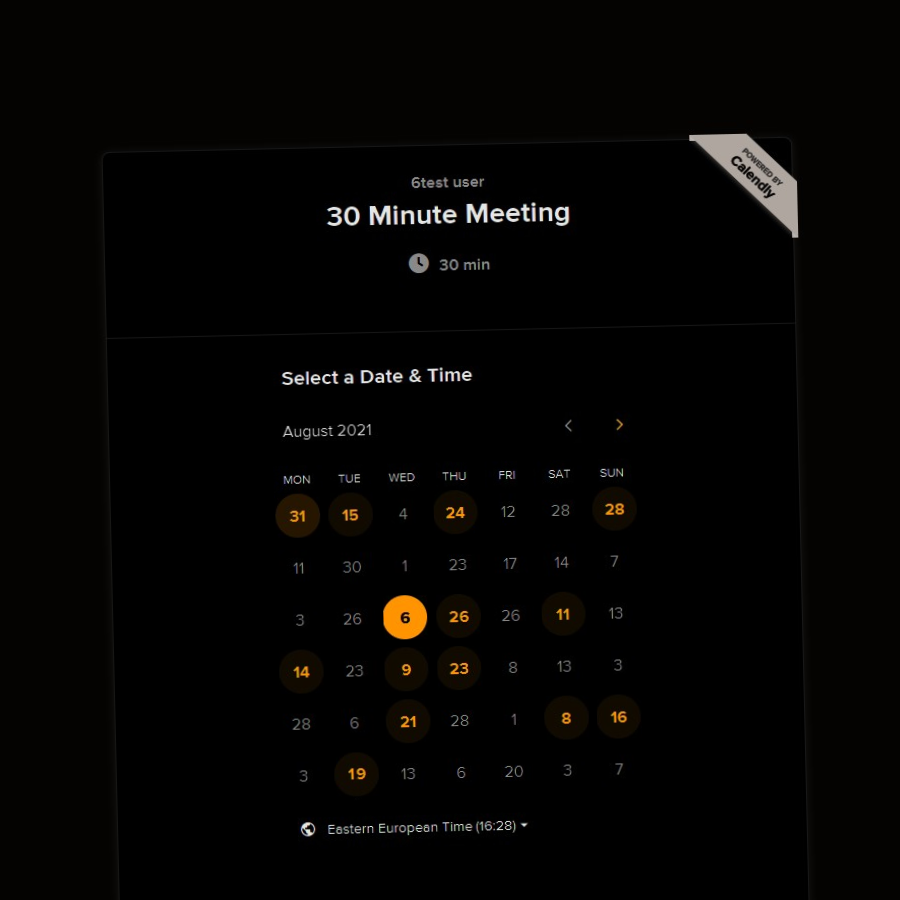 POWERED BY
Calendly
6test user
30 Minute Meeting
30 min
Select a Date & Time
August 2021
MON TUE WED THU FRI SAT SUN
31 15 4 24 12 28 28
11 30 1 23 17 14 7
3 26 6 26 26 11 13
14 23 9 23 8 13 3
28 6 21 28 1 8 16
3 19 13 6 20 3 7
Eastern European Time (16:28)